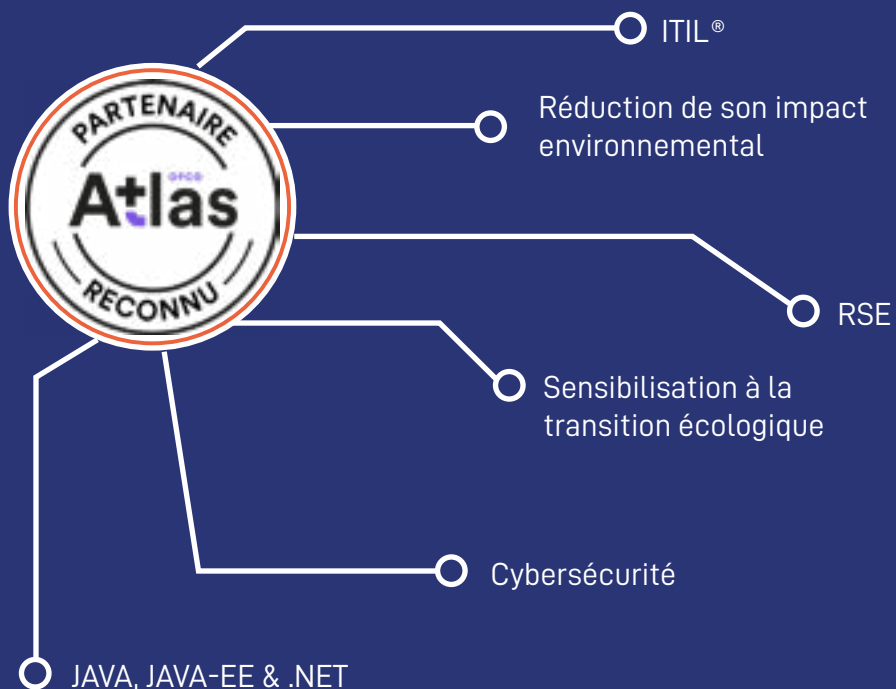 ITIL®
PARTENAIRE
OPCO
Atlas
RECONNU
Réduction de son impact
environnemental
RSE
Sensibilisation à la
transition écologique
Cybersécurité
JAVA, JAVA-EE & .NET